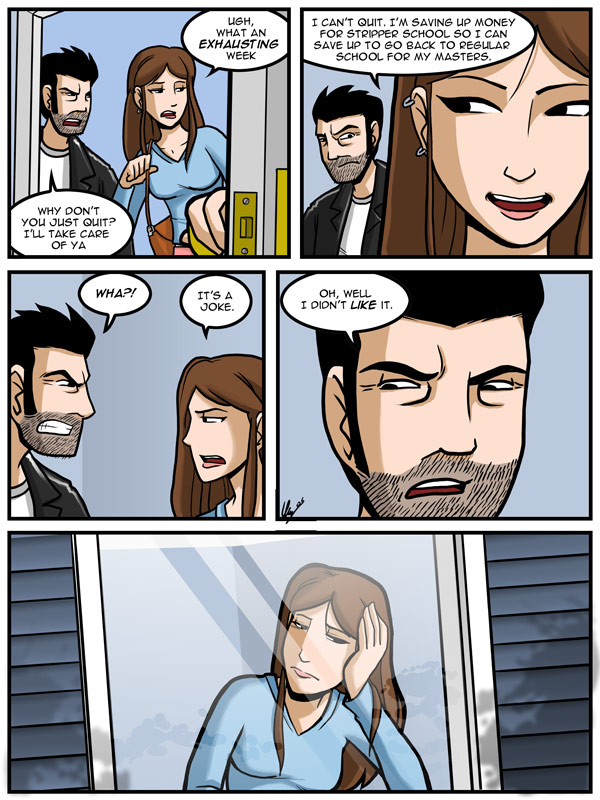 UGH,
WHAT AN
EXHAUSTING
WEEK
WHY DON'T
YOU JUST QUIT?
I'LL TAKE CARE
OF YA
I CAN'T QUIT. I'M SAVING UP MONEY
FOR STRIPPER SCHOOL SO I CAN
SAVE UP TO GO BACK TO REGULAR
SCHOOL FOR MY MASTERS.
WHA?!
IT'S A
JOKE.
OH, WELL
I DIDN'T LIKE IT.